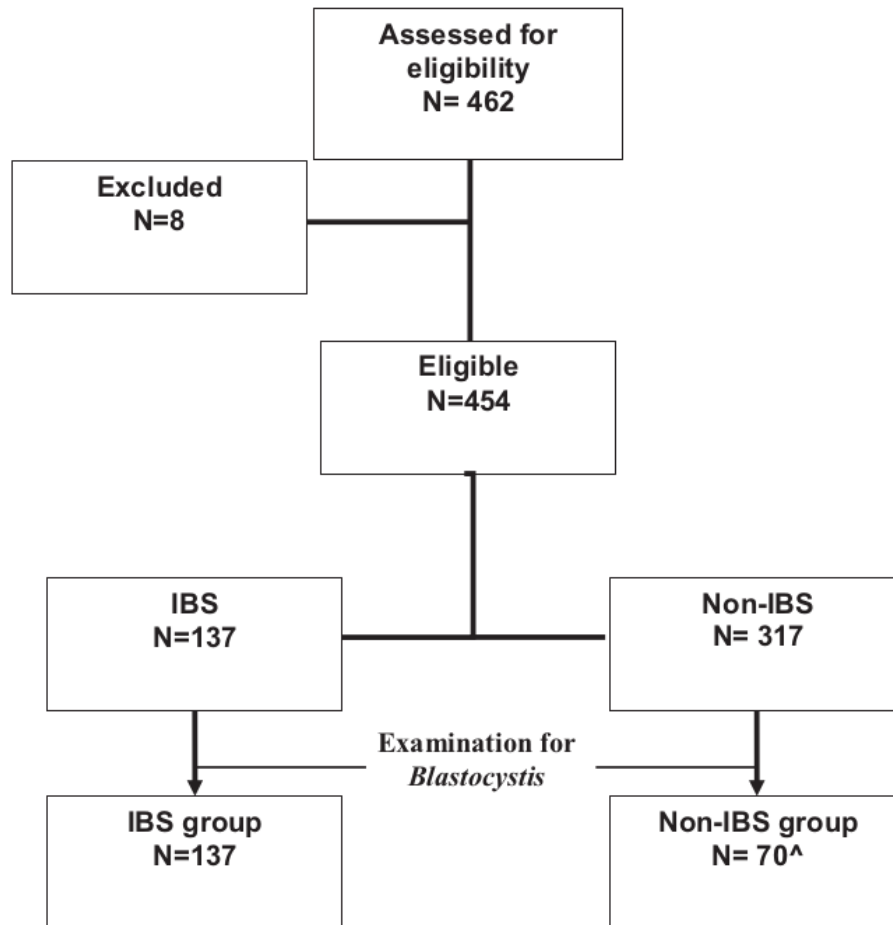 Assessed for
eligibility
N= 462
Excluded
N=8
Eligible
N=454
IBS
N=137
Non-IBS
N= 317
Examination for
Blastocystis
IBS group
N=137
Non-IBS group
N= 70^